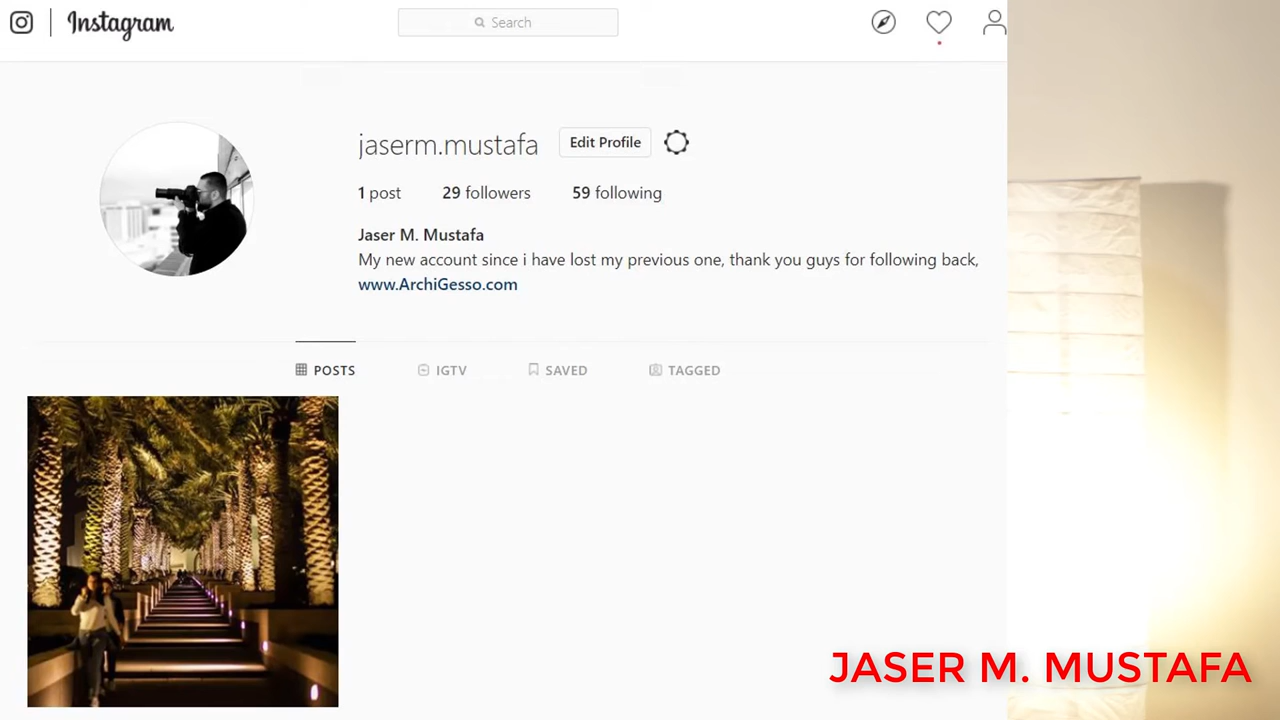 Instagram
Search
jaserm.mustafa Edit Profile
1 post 29 followers 59 following
Jaser M. Mustafa
My new account since i have lost my previous one, thank you guys for following back,
www.ArchiGesso.com
POSTS IGTV SAVED TAGGED
JASER M. MUSTAFA